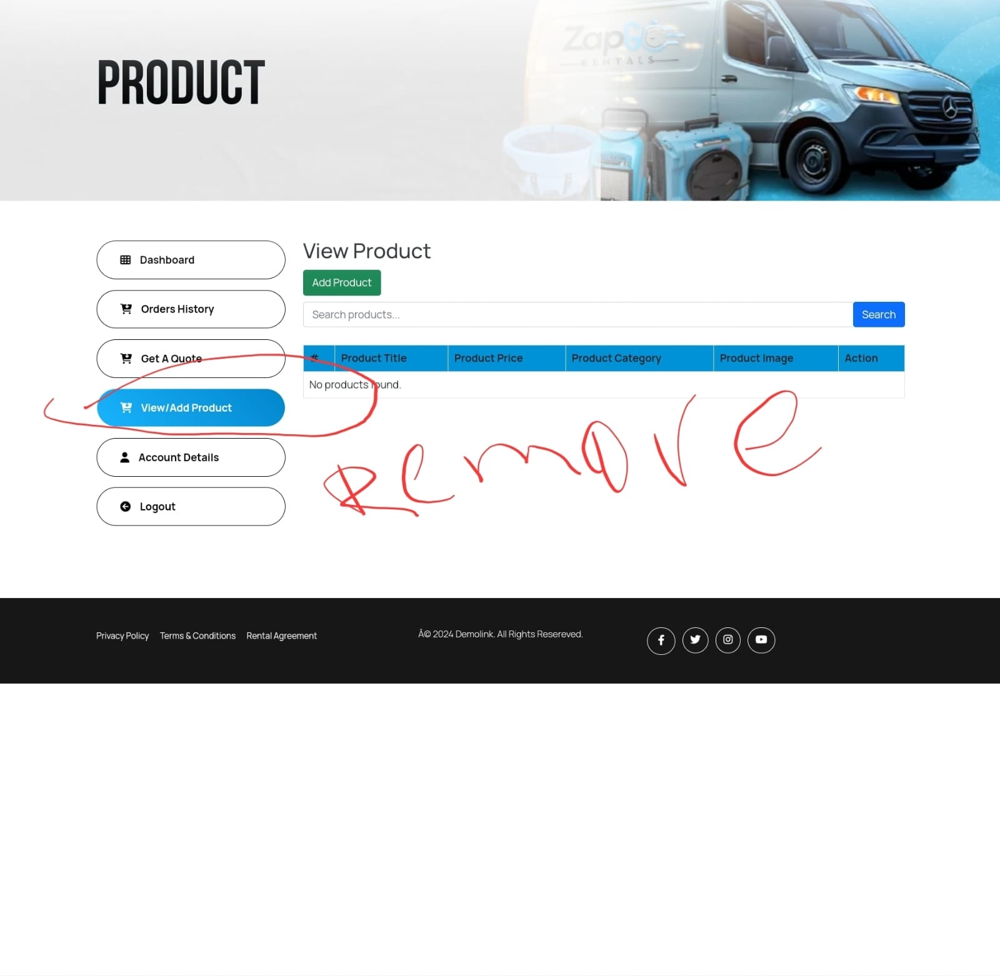 ZapGO
RENTALS
PRODUCT
Dashboard
Orders History
Get A Quote
View/Add Product
Account Details
Logout
View Product
Add Product
Search products... Search
# Product Title Product Price Product Category Product Image Action
No products found.
Remove
Privacy Policy Terms & Conditions Rental Agreement
Â© 2024 Demolink. All Rights Resereved.